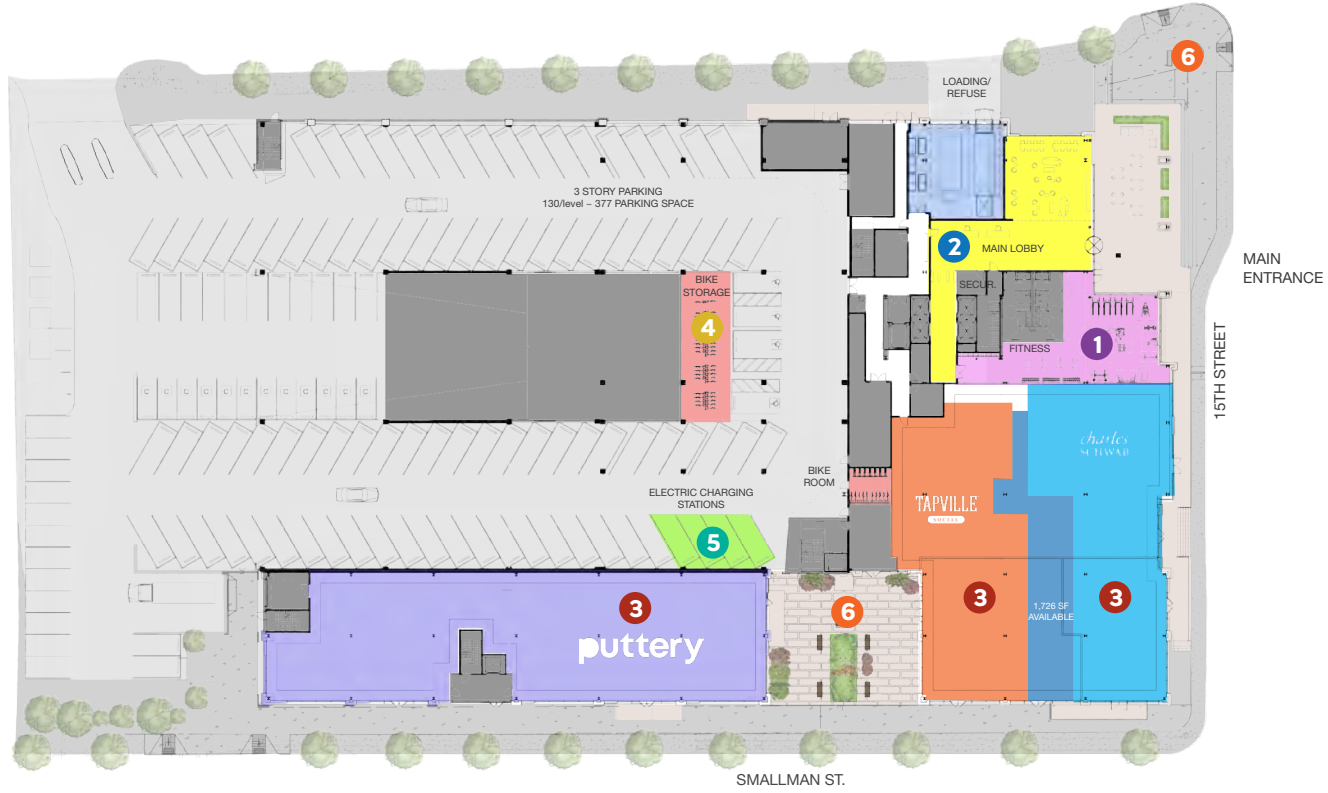 6
LOADING/
REFUSE
3 STORY PARKING
130/level – 377 PARKING SPACE
2
MAIN LOBBY
MAIN
ENTRANCE
BIKE
STORAGE
4
SECUR.
FITNESS
1
15TH STREET
charles
SCHWAB
BIKE
ROOM
ELECTRIC CHARGING
STATIONS
TAPVILLE
SOCIAL
5
3
puttery
6
3
1,726 SF
AVAILABLE
3
SMALLMAN ST.